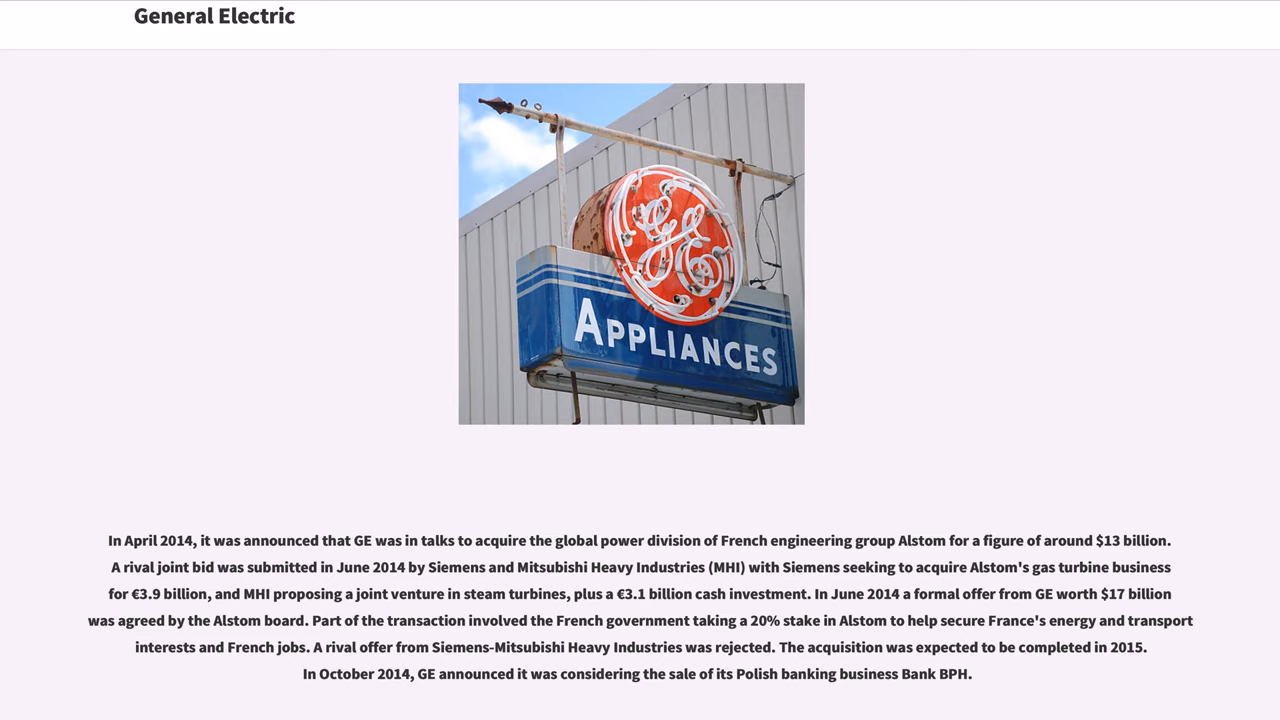 General Electric
GE
APPLIANCES
In April 2014, it was announced that GE was in talks to acquire the global power division of French engineering group Alstom for a figure of around $13 billion.
A rival joint bid was submitted in June 2014 by Siemens and Mitsubishi Heavy Industries (MHI) with Siemens seeking to acquire Alstom's gas turbine business
for €3.9 billion, and MHI proposing a joint venture in steam turbines, plus a €3.1 billion cash investment. In June 2014 a formal offer from GE worth $17 billion
was agreed by the Alstom board. Part of the transaction involved the French government taking a 20% stake in Alstom to help secure France's energy and transport
interests and French jobs. A rival offer from Siemens-Mitsubishi Heavy Industries was rejected. The acquisition was expected to be completed in 2015.
In October 2014, GE announced it was considering the sale of its Polish banking business Bank BPH.